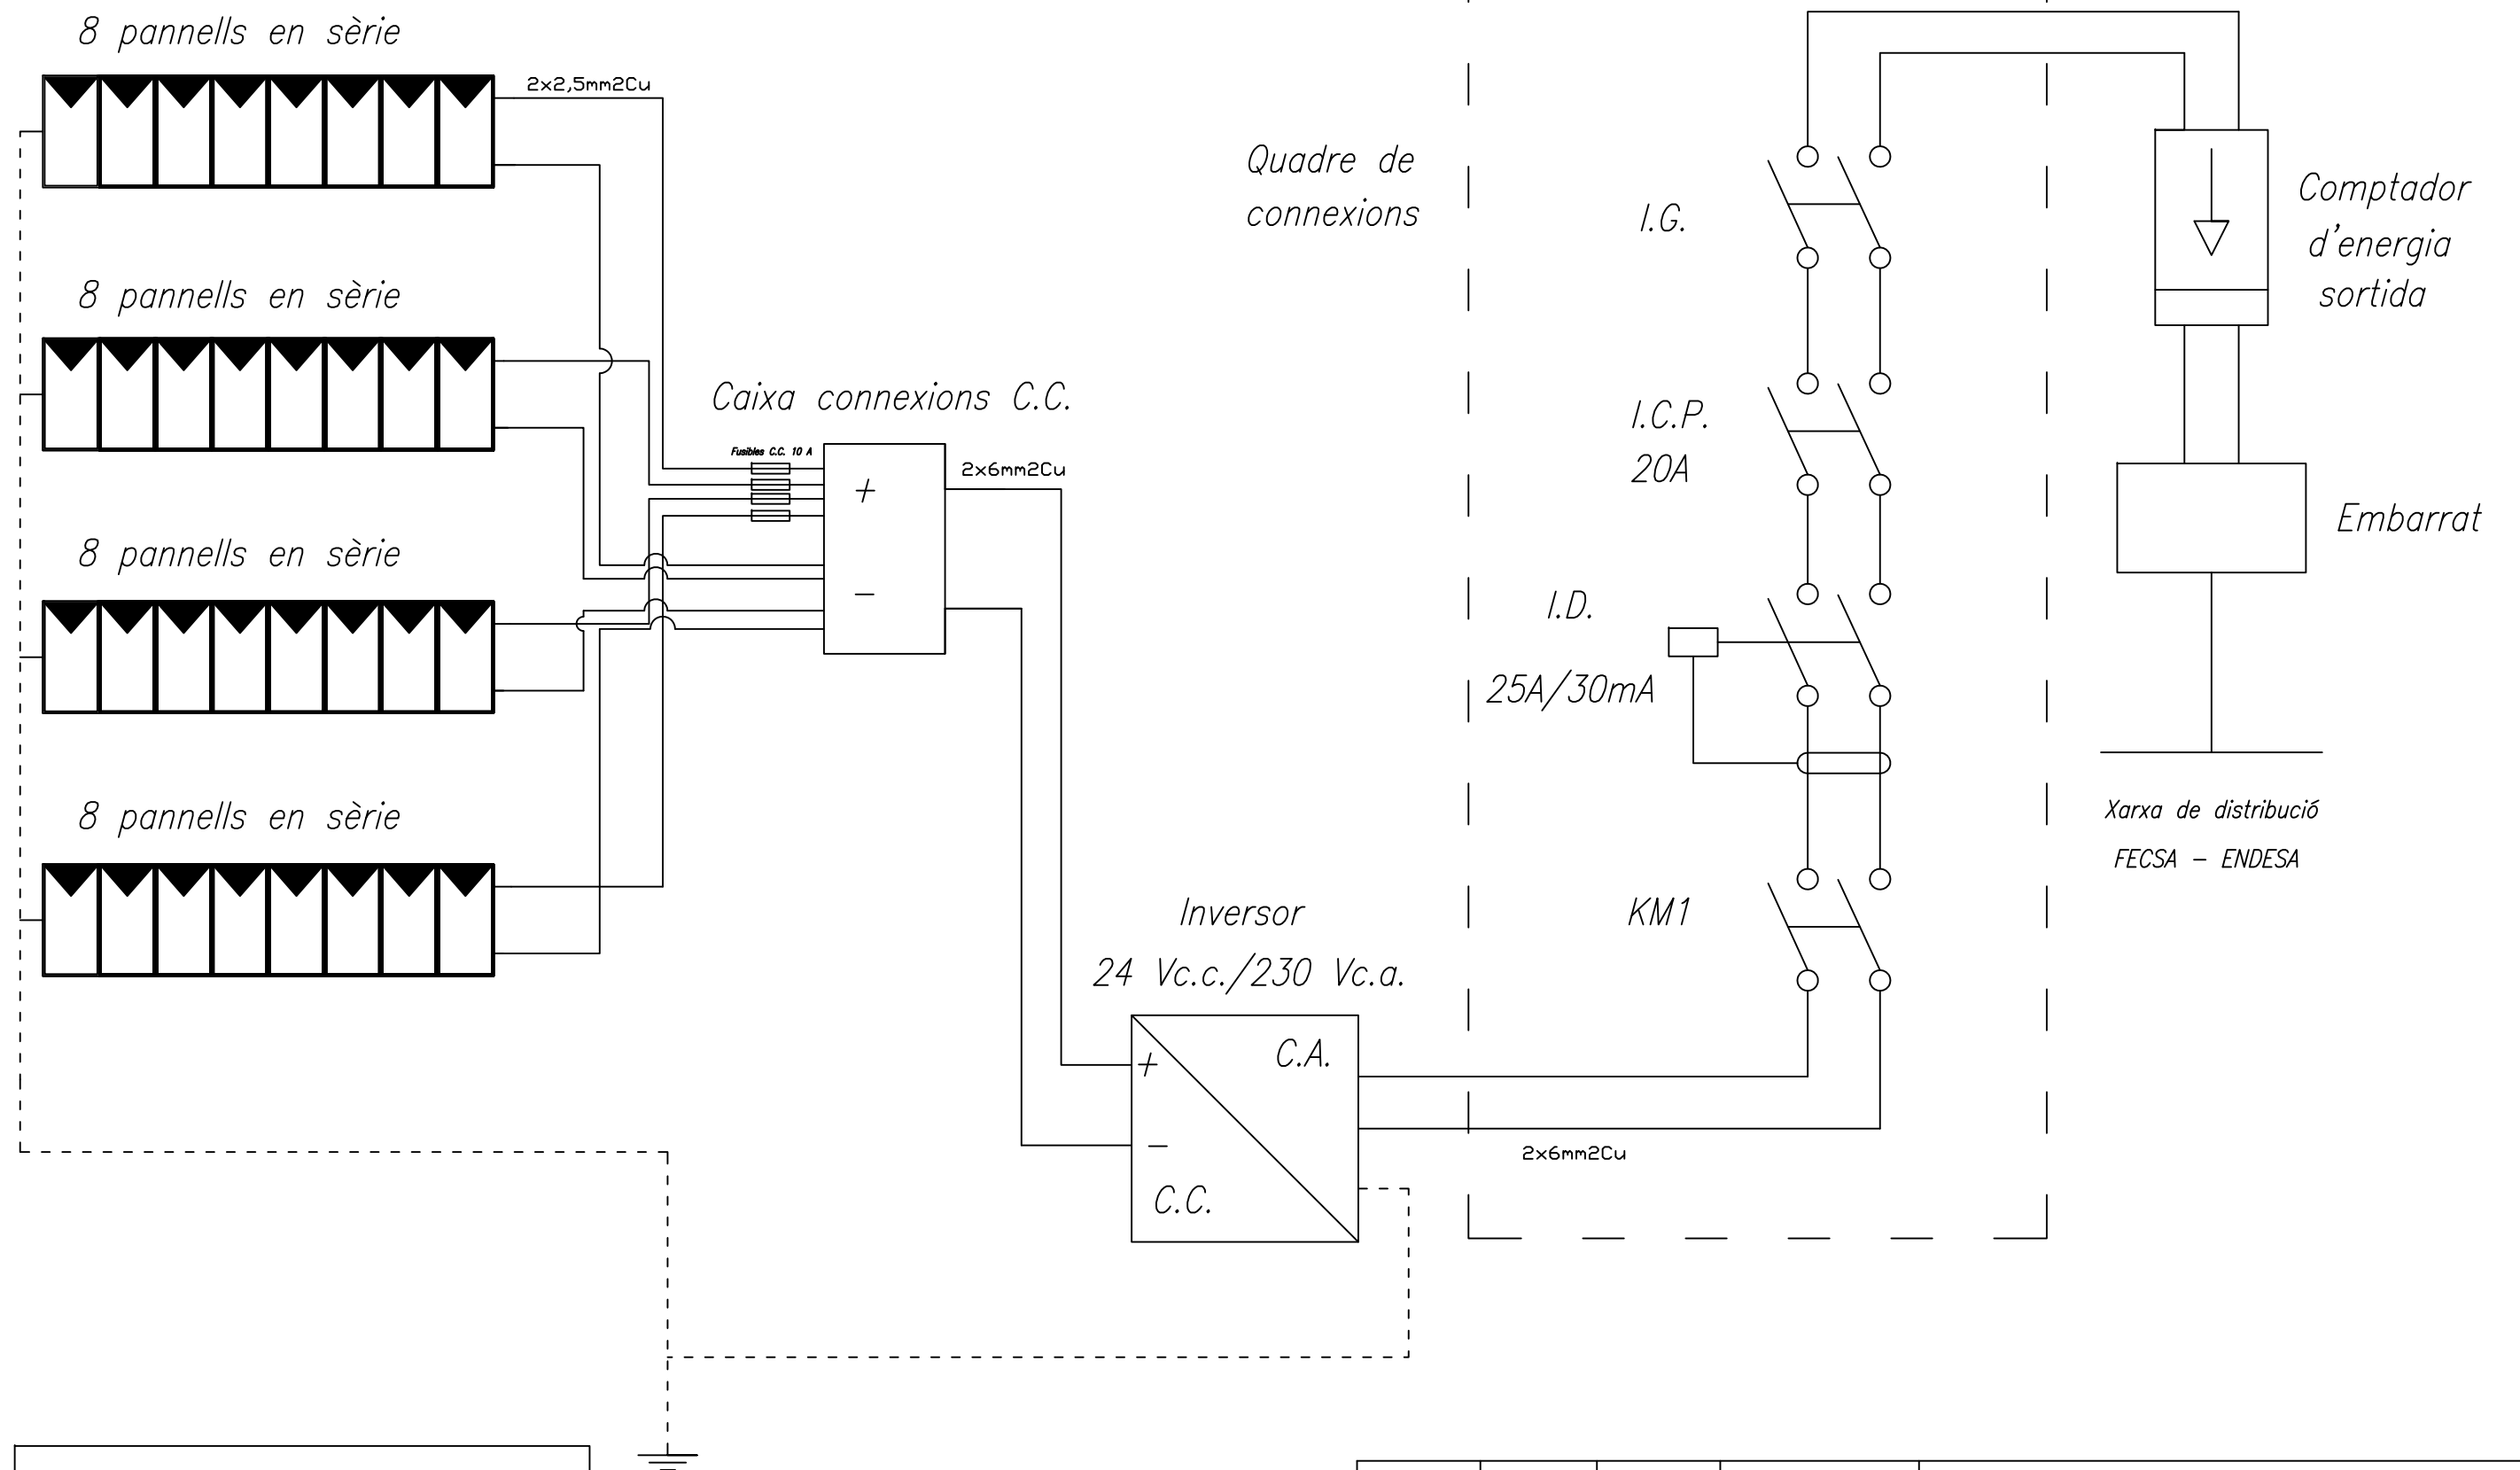 8 pannells en sèrie
2x2,5mm2Cu
8 pannells en sèrie
8 pannells en sèrie
8 pannells en sèrie
Caixa connexions C.C.
Fusibles C.C. 10 A
+
−
2x6mm2Cu
Inversor
24 Vc.c./230 Vc.a.
+
C.A.
−
C.C.
2x6mm2Cu
Quadre de
connexions
I.G.
I.C.P.
20A
I.D.
25A/30mA
KM1
Comptador
d'energia
sortida
Embarrat
Xarxa de distribució
FECSA − ENDESA